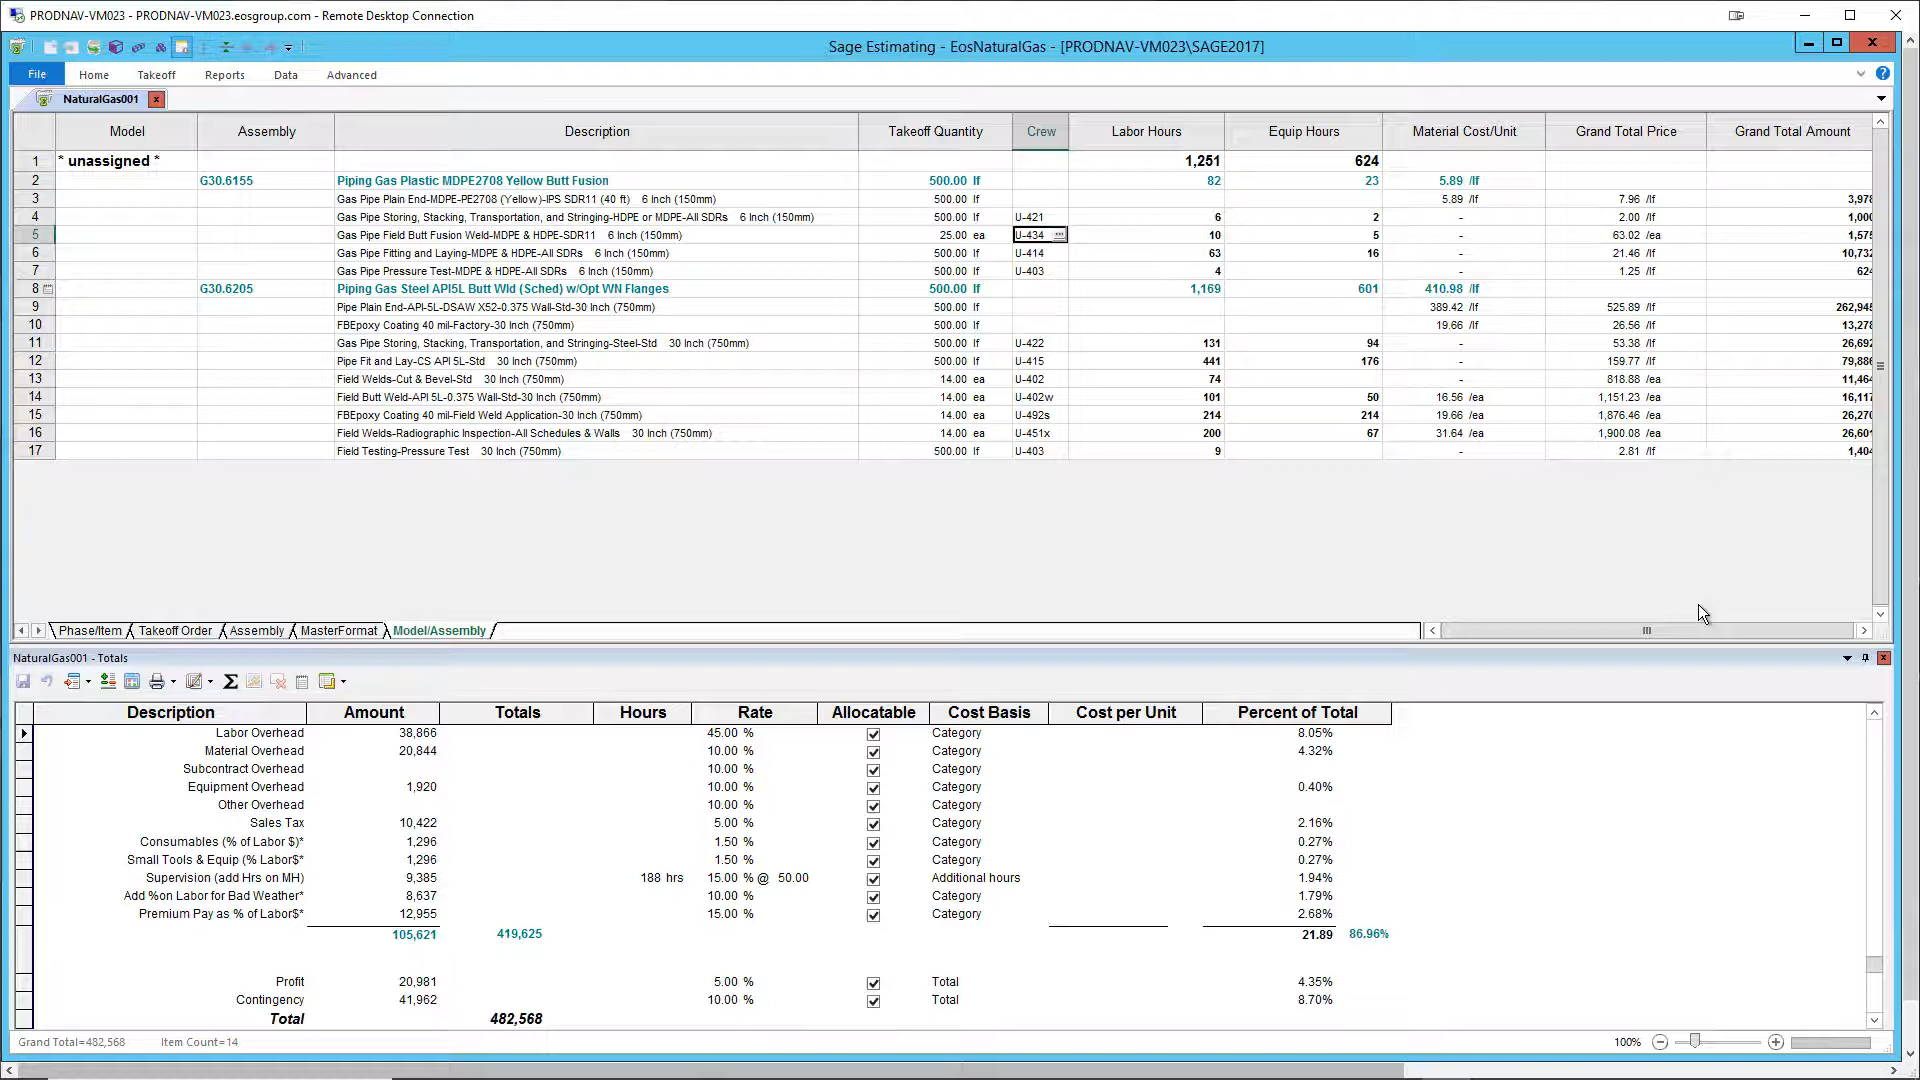 PRODNAV-VM023 - PRODNAV-VM023.eosgroup.com - Remote Desktop Connection
Sage Estimating - EosNaturalGas - [PRODNAV-VM023\SAGE2017]
File Home Takeoff Reports Data Advanced
NaturalGas001
Model Assembly Description Takeoff Quantity Crew Labor Hours Equip Hours Material Cost/Unit Grand Total Price Grand Total Amount
1 * unassigned * 1,251 624
2 G30.6155 Piping Gas Plastic MDPE2708 Yellow Butt Fusion 500.00 lf 82 23 5.89 /lf
3 Gas Pipe Plain End-MDPE-PE2708 (Yellow)-IPS SDR11 (40 ft) 6 Inch (150mm) 500.00 lf 5.89 /lf 7.96 /lf 3,978
4 Gas Pipe Storing, Stacking, Transportation, and Stringing-HDPE or MDPE-All SDRs 6 Inch (150mm) 500.00 lf U-421 6 2 - 2.00 /lf 1,000
5 Gas Pipe Field Butt Fusion Weld-MDPE & HDPE-SDR11 6 Inch (150mm) 25.00 ea U-434 ... 10 5 - 63.02 /ea 1,575
6 Gas Pipe Fitting and Laying-MDPE & HDPE-All SDRs 6 Inch (150mm) 500.00 lf U-414 63 16 - 21.46 /lf 10,732
7 Gas Pipe Pressure Test-MDPE & HDPE-All SDRs 6 Inch (150mm) 500.00 lf U-403 4 - 1.25 /lf 624
8 G30.6205 Piping Gas Steel API5L Butt Wld (Sched) w/Opt WN Flanges 500.00 lf 1,169 601 410.98 /lf
9 Pipe Plain End-API-5L-DSAW X52-0.375 Wall-Std-30 Inch (750mm) 500.00 lf 389.42 /lf 525.89 /lf 262,945
10 FBEpoxy Coating 40 mil-Factory-30 Inch (750mm) 500.00 lf 19.66 /lf 26.56 /lf 13,278
11 Gas Pipe Storing, Stacking, Transportation, and Stringing-Steel-Std 30 Inch (750mm) 500.00 lf U-422 131 94 - 53.38 /lf 26,692
12 Pipe Fit and Lay-CS API 5L-Std 30 Inch (750mm) 500.00 lf U-415 441 176 - 159.77 /lf 79,886
13 Field Welds-Cut & Bevel-Std 30 Inch (750mm) 14.00 ea U-402 74 - 818.88 /ea 11,464
14 Field Butt Weld-API 5L-0.375 Wall-Std-30 Inch (750mm) 14.00 ea U-402w 101 50 16.56 /ea 1,151.23 /ea 16,117
15 FBEpoxy Coating 40 mil-Field Weld Application-30 Inch (750mm) 14.00 ea U-492s 214 214 19.66 /ea 1,876.46 /ea 26,270
16 Field Welds-Radiographic Inspection-All Schedules & Walls 30 Inch (750mm) 14.00 ea U-451x 200 67 31.64 /ea 1,900.08 /ea 26,601
17 Field Testing-Pressure Test 30 Inch (750mm) 500.00 lf U-403 9 - 2.81 /lf 1,404
Phase/Item Takeoff Order Assembly MasterFormat Model/Assembly
NaturalGas001 - Totals
Description Amount Totals Hours Rate Allocatable Cost Basis Cost per Unit Percent of Total
Labor Overhead 38,866 45.00 % Category 8.05%
Material Overhead 20,844 10.00 % Category 4.32%
Subcontract Overhead 10.00 % Category
Equipment Overhead 1,920 10.00 % Category 0.40%
Other Overhead 10.00 % Category
Sales Tax 10,422 5.00 % Category 2.16%
Consumables (% of Labor $)* 1,296 1.50 % Category 0.27%
Small Tools & Equip (% Labor$* 1,296 1.50 % Category 0.27%
Supervision (add Hrs on MH) 9,385 188 hrs 15.00 % @ 50.00 Additional hours 1.94%
Add %on Labor for Bad Weather* 8,637 10.00 % Category 1.79%
Premium Pay as % of Labor$* 12,955 15.00 % Category 2.68%
105,621 419,625 21.89 86.96%
Profit 20,981 5.00 % Total 4.35%
Contingency 41,962 10.00 % Total 8.70%
Total 482,568
Grand Total=482,568 Item Count=14 100%